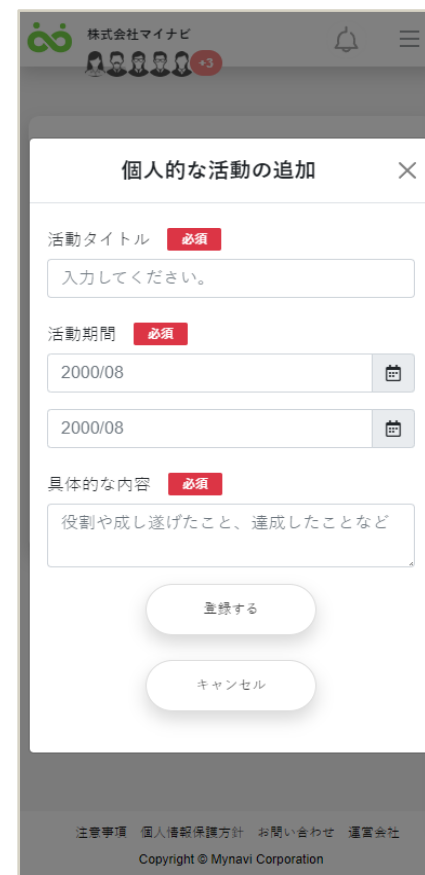 株式会社マイナビ
+3
個人的な活動の追加
活動タイトル 必須
入力してください。
活動期間 必須
2000/08
2000/08
具体的な内容 必須
役割や成し遂げたこと、達成したことなど
登録する
キャンセル
注意事項 個人情報保護方針 お問い合わせ 運営会社
Copyright © Mynavi Corporation